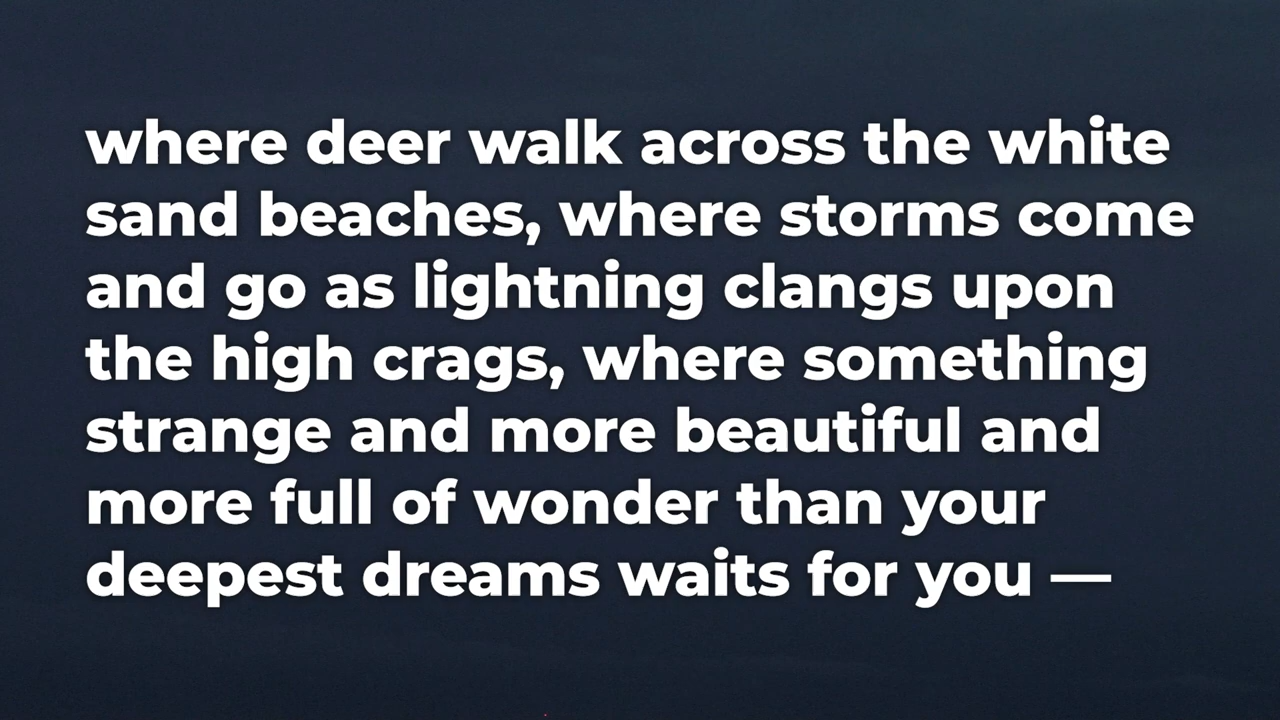 where deer walk across the white
sand beaches, where storms come
and go as lightning clangs upon
the high crags, where something
strange and more beautiful and
more full of wonder than your
deepest dreams waits for you —